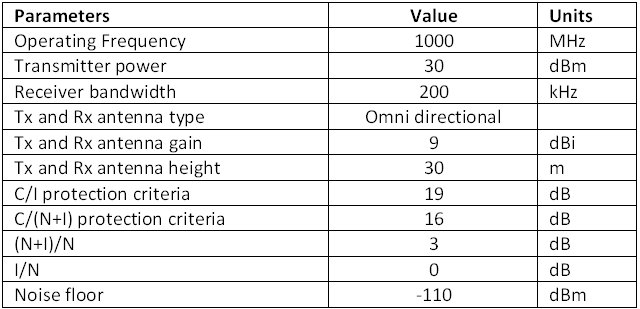 Parameters Value Units
Operating Frequency 1000 MHz
Transmitter power 30 dBm
Receiver bandwidth 200 kHz
Tx and Rx antenna type Omni directional
Tx and Rx antenna gain 9 dBi
Tx and Rx antenna height 30 m
C/I protection criteria 19 dB
C/(N+I) protection criteria 16 dB
(N+I)/N 3 dB
I/N 0 dB
Noise floor -110 dBm